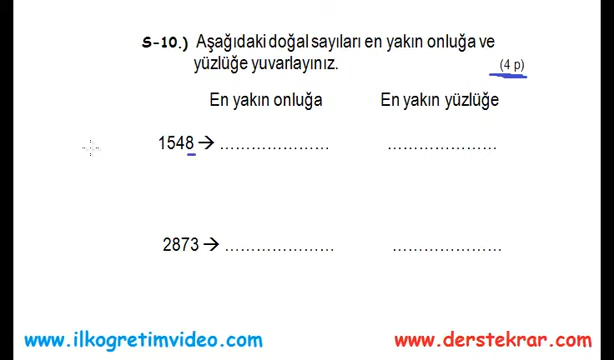 S-10.) Aşağıdaki doğal sayıları en yakın onluğa ve
yüzlüğe yuvarlayınız. (4 p)
En yakın onluğa En yakın yüzlüğe
1548 → ………………… …………………
2873 → ………………… …………………
www.ilkogretimvideo.com www.derstekrar.com